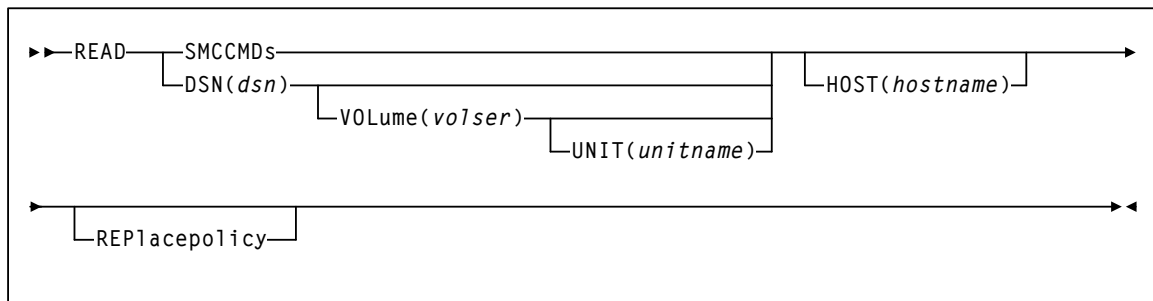 READ SMCCMDs
DSN(dsn) HOST(hostname)
VOLume(volser)
UNIT(unitname)
REPlacepolicy